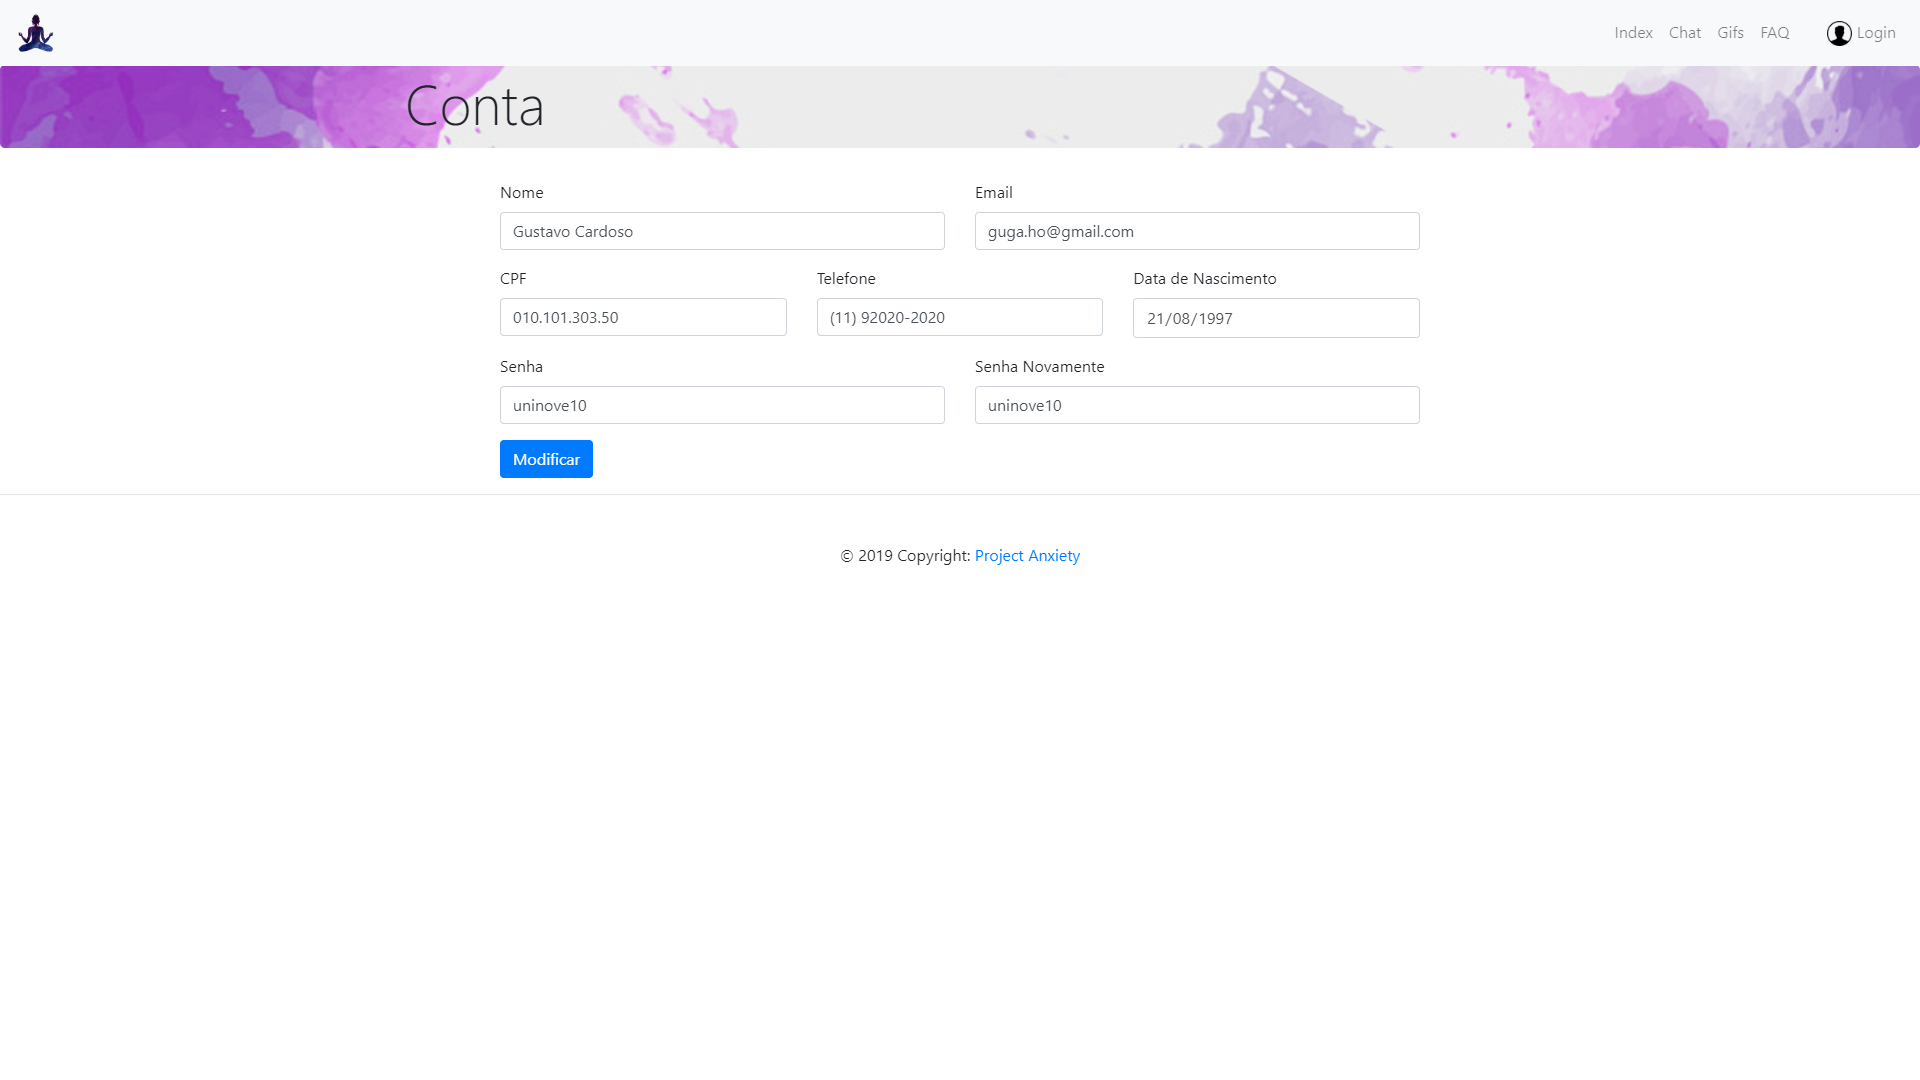 Index Chat Gifs FAQ Login
Conta
Nome Email
Gustavo Cardoso guga.ho@gmail.com
CPF Telefone Data de Nascimento
010.101.303.50 (11) 92020-2020 21/08/1997
Senha Senha Novamente
uninove10 uninove10
Modificar
© 2019 Copyright: Project Anxiety